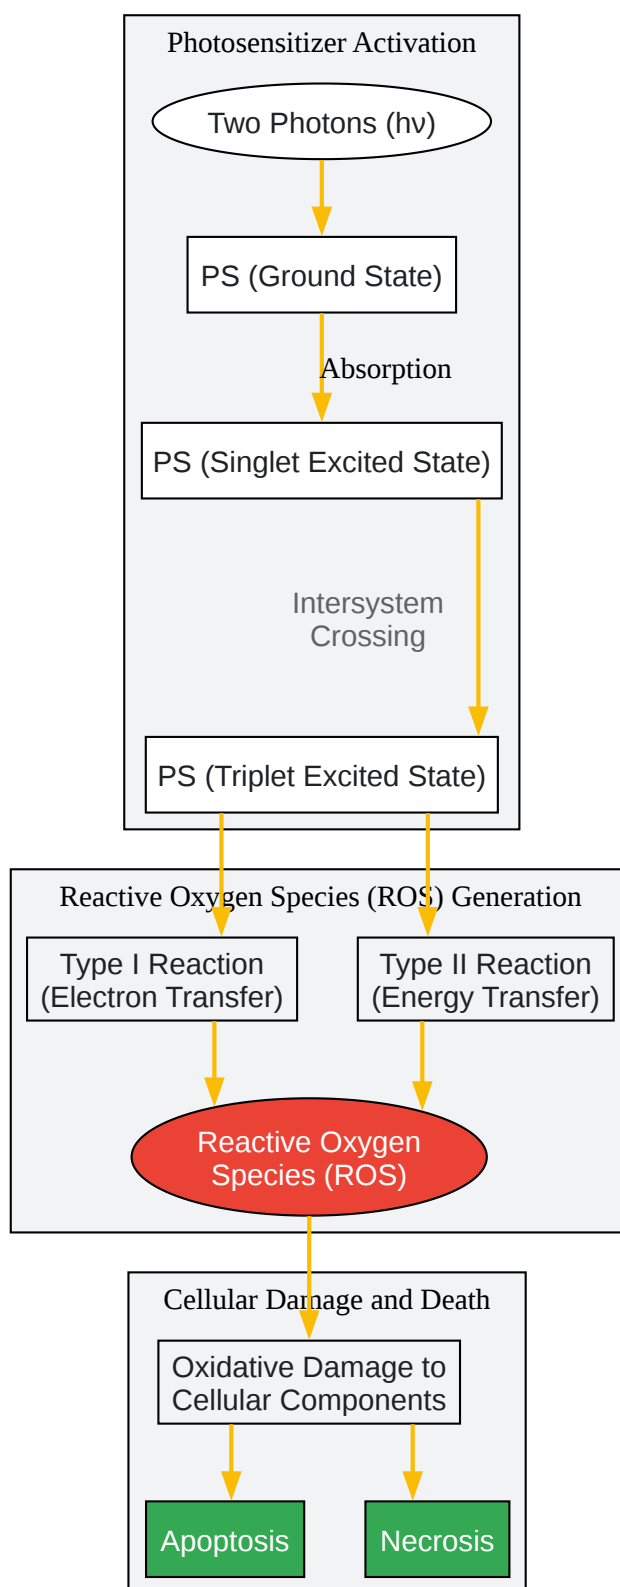 Photosensitizer Activation
Two Photons (hν)
PS (Ground State)
Absorption
PS (Singlet Excited State)
Intersystem
Crossing
PS (Triplet Excited State)
Reactive Oxygen Species (ROS) Generation
Type I Reaction
(Electron Transfer)
Type II Reaction
(Energy Transfer)
Reactive Oxygen
Species (ROS)
Cellular Damage and Death
Oxidative Damage to
Cellular Components
Apoptosis
Necrosis